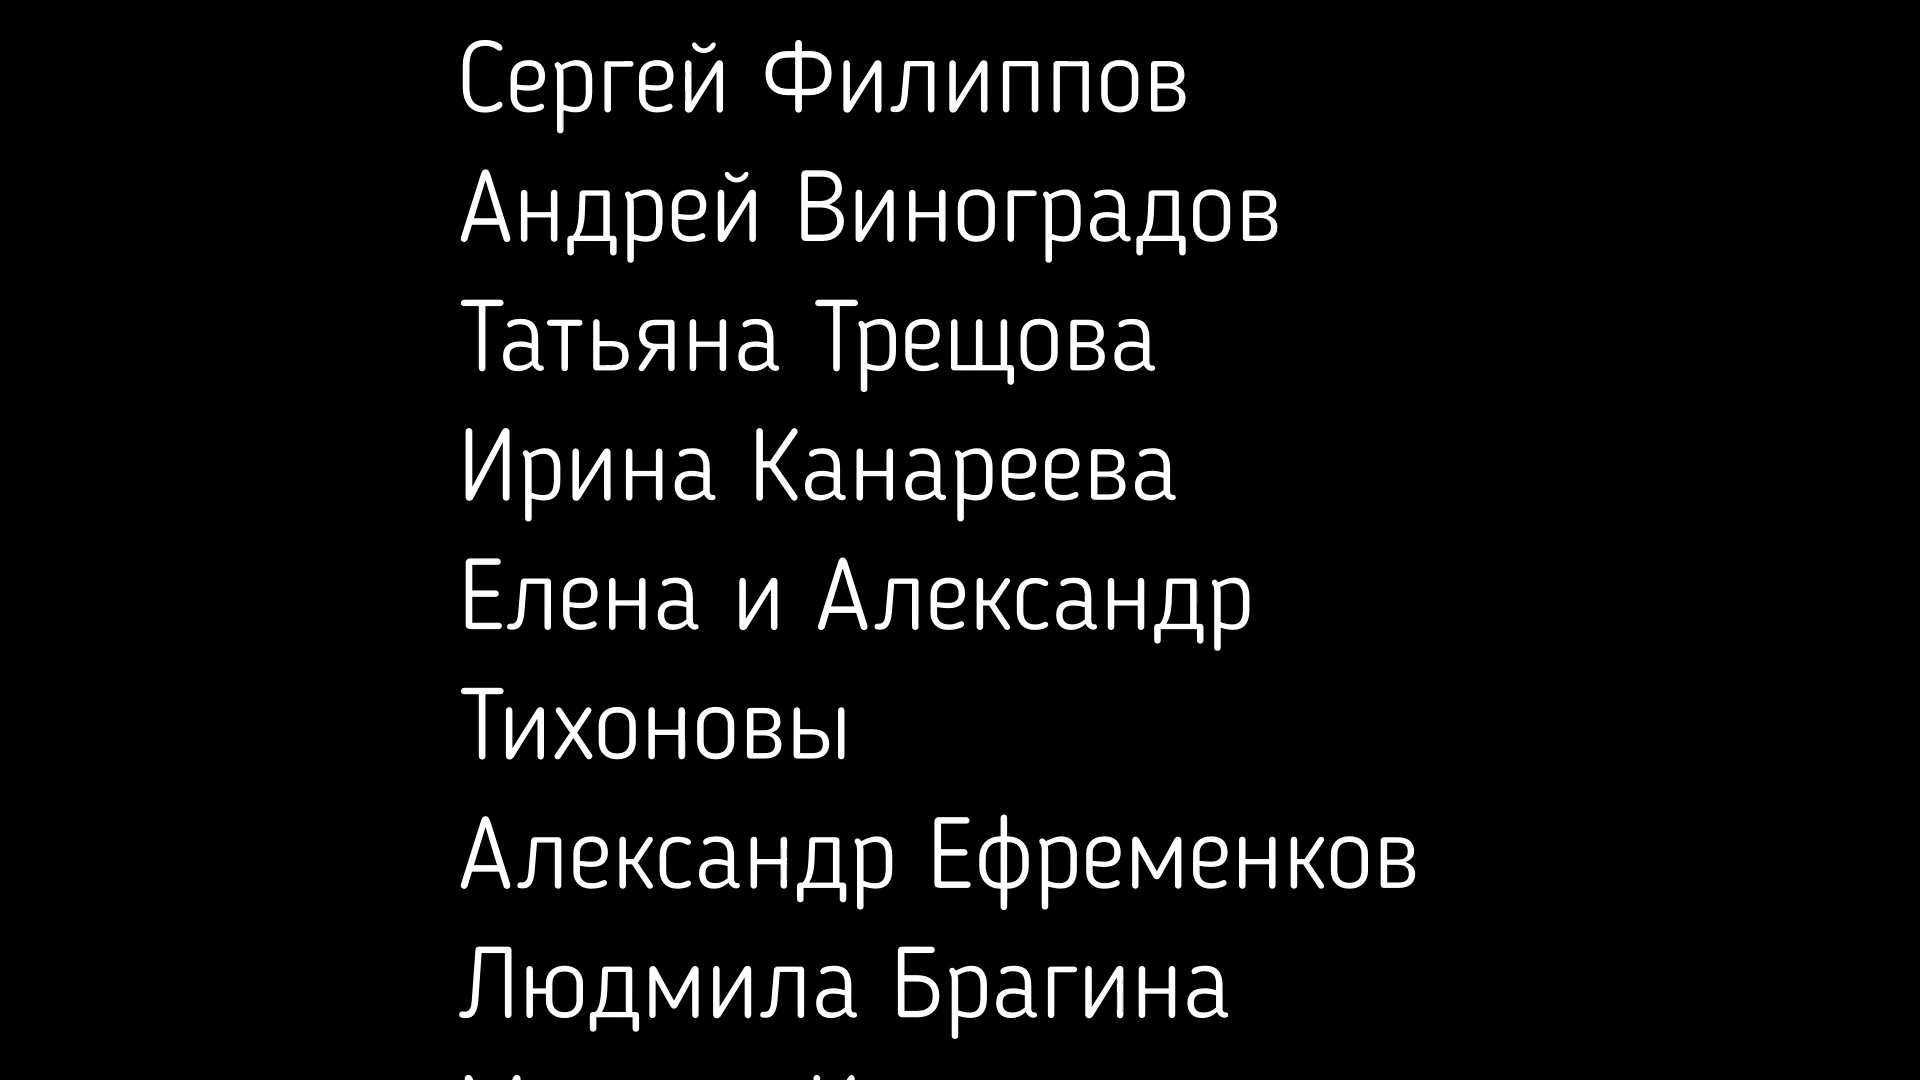 Сергей Филиппов
Андрей Виноградов
Татьяна Трещова
Ирина Канареева
Елена и Александр
Тихоновы
Александр Ефременков
Людмила Брагина